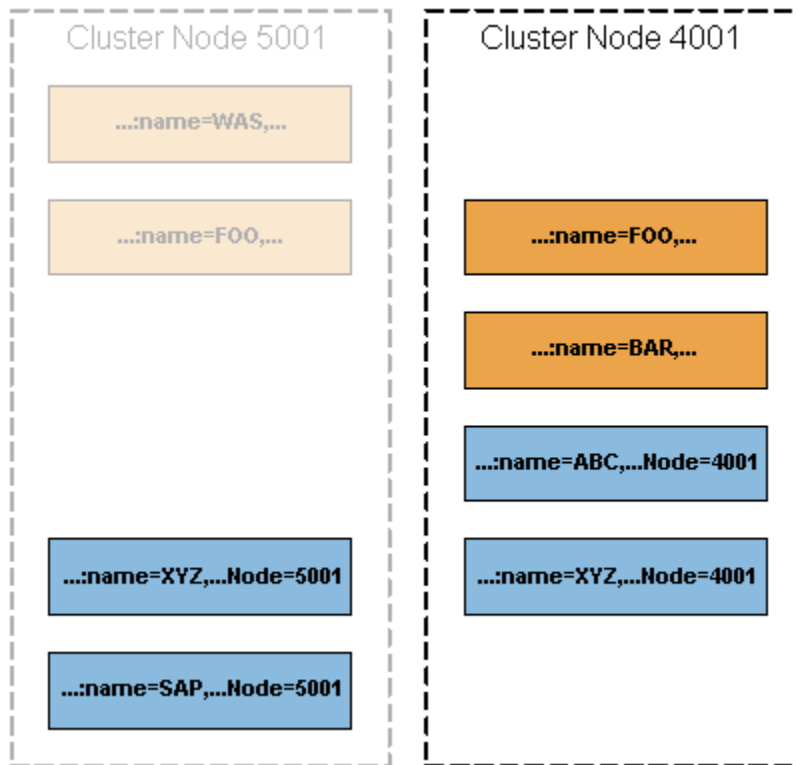 Cluster Node 5001
...:name=WAS,...
...:name=FOO,...
...:name=XYZ,...Node=5001
...:name=SAP,...Node=5001
Cluster Node 4001
...:name=FOO,...
...:name=BAR,...
...:name=ABC,...Node=4001
...:name=XYZ,...Node=4001